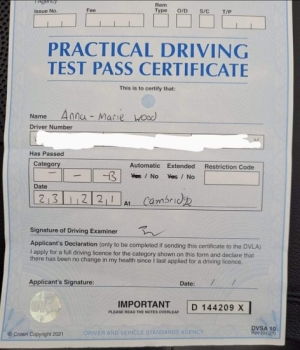 Agency
Issue No. Fee Item Type O/D S/C T/P
PRACTICAL DRIVING
TEST PASS CERTIFICATE
This is to certify that:
Name Anna-Marie Wood
Driver Number
Has Passed
Category Automatic Extended Restriction Code
- - B Yes / No Yes / No
Date
23 12 21 At Cambridge
Signature of Driving Examiner
Applicant's Declaration (only to be completed if sending this certificate to the DVLA)
I apply for a full driving licence for the category shown on this form and declare that
there has been no change in my health since I last applied for a driving licence.
Applicant's Signature: Date: / /
IMPORTANT
PLEASE READ THE NOTES OVERLEAF
D 144209 X
© Crown Copyright 2021
DRIVER AND VEHICLE STANDARDS AGENCY
DVSA 10